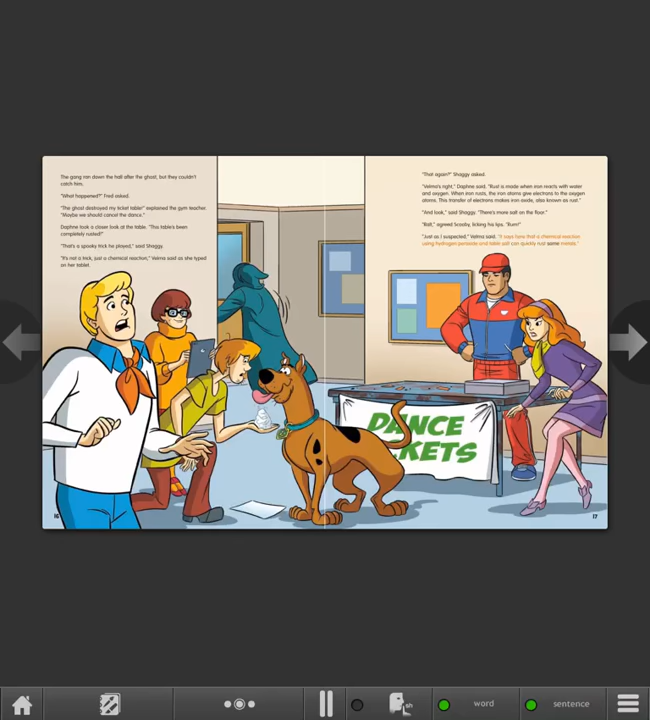 The gang ran down the hall after the ghost, but they couldn't
catch him.
"What happened?" Fred asked.
"The ghost destroyed my ticket table!" explained the gym teacher.
"Maybe we should cancel the dance."
Daphne took a closer look at the table. "This table's been
completely rusted!"
"That's a spooky trick he played," said Shaggy.
"It's not a trick, just a chemical reaction," Velma said as she typed
on her tablet.
16
"That again?" Shaggy asked.
"Velma's right," Daphne said. "Rust is made when iron reacts with water
and oxygen. When iron rusts, the iron atoms give electrons to the oxygen
atoms. This transfer of electrons makes iron oxide, also known as rust."
"And look," said Shaggy. "There's more salt on the floor."
"Ralt," agreed Scooby, licking his lips. "Rum!"
"Just as I suspected," Velma said. "It says here that a chemical reaction
using hydrogen peroxide and table salt can quickly rust some metals."
DANCE
KETS
17
sh
word
sentence